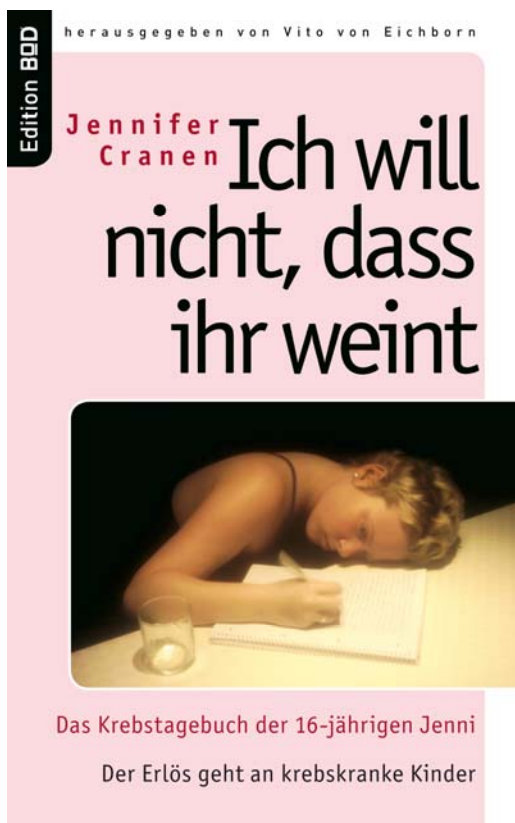 herausgegeben von Vito von Eichborn
Edition BOD
Jennifer
Cranen
Ich will
nicht, dass
ihr weint
Das Krebstagebuch der 16-jährigen Jenni
Der Erlös geht an krebskranke Kinder